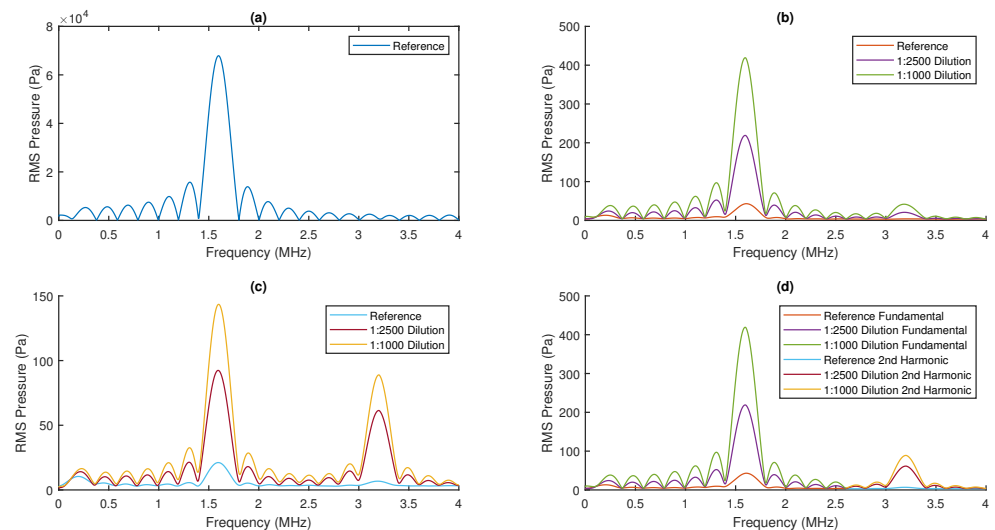 (a)
×10⁴
RMS Pressure (Pa)
8
6
4
2
0
0 0.5 1 1.5 2 2.5 3 3.5 4
Frequency (MHz)
Reference
(b)
RMS Pressure (Pa)
500
400
300
200
100
0
0 0.5 1 1.5 2 2.5 3 3.5 4
Frequency (MHz)
Reference
1:2500 Dilution
1:1000 Dilution
(c)
RMS Pressure (Pa)
150
100
50
0
0 0.5 1 1.5 2 2.5 3 3.5 4
Frequency (MHz)
Reference
1:2500 Dilution
1:1000 Dilution
(d)
RMS Pressure (Pa)
500
400
300
200
100
0
0 0.5 1 1.5 2 2.5 3 3.5 4
Frequency (MHz)
Reference Fundamental
1:2500 Dilution Fundamental
1:1000 Dilution Fundamental
Reference 2nd Harmonic
1:2500 Dilution 2nd Harmonic
1:1000 Dilution 2nd Harmonic